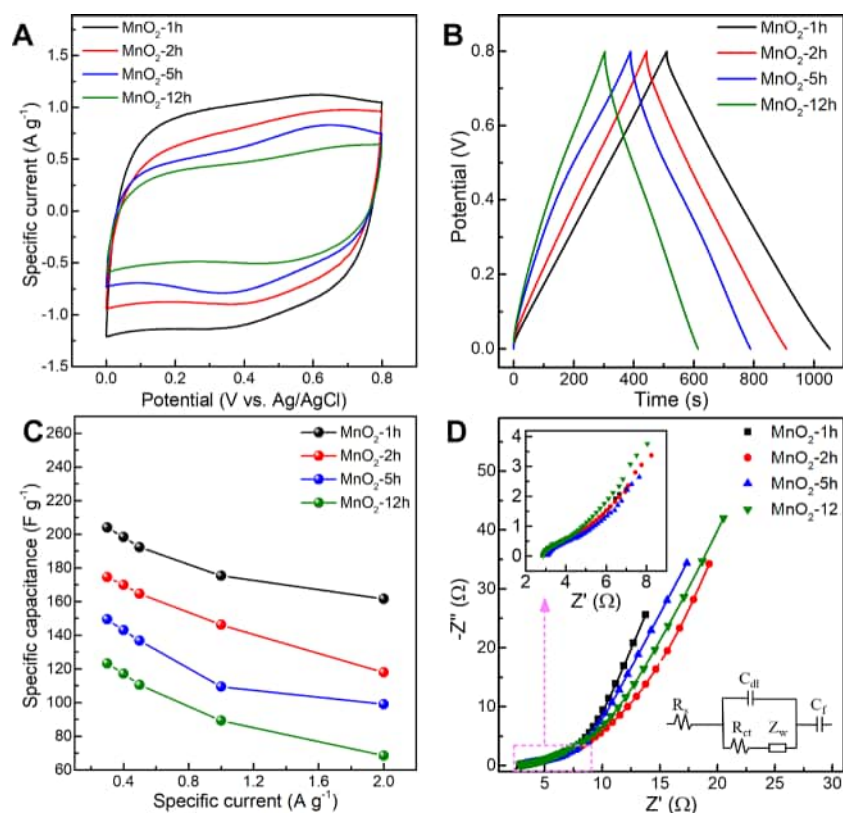 A
MnO2-1h
MnO2-2h
MnO2-5h
MnO2-12h
1.5
1.0
0.5
0.0
-0.5
-1.0
-1.5
Specific current (A g-1)
0.0 0.2 0.4 0.6 0.8
Potential (V vs. Ag/AgCl)
B
MnO2-1h
MnO2-2h
MnO2-5h
MnO2-12h
0.8
0.6
0.4
0.2
0.0
Potential (V)
0 200 400 600 800 1000
Time (s)
C
MnO2-1h
MnO2-2h
MnO2-5h
MnO2-12h
260
240
220
200
180
160
140
120
100
80
60
Specific capacitance (F g-1)
0.4 0.8 1.2 1.6 2.0
Specific current (A g-1)
D
MnO2-1h
MnO2-2h
MnO2-5h
MnO2-12
50
40
30
20
10
0
-Z" (Ω)
5 10 15 20 25 30
Z' (Ω)
4
3
2
1
0
2 4 6 8
Z' (Ω)
Rs
Cdl
Rct
Zw
Cf